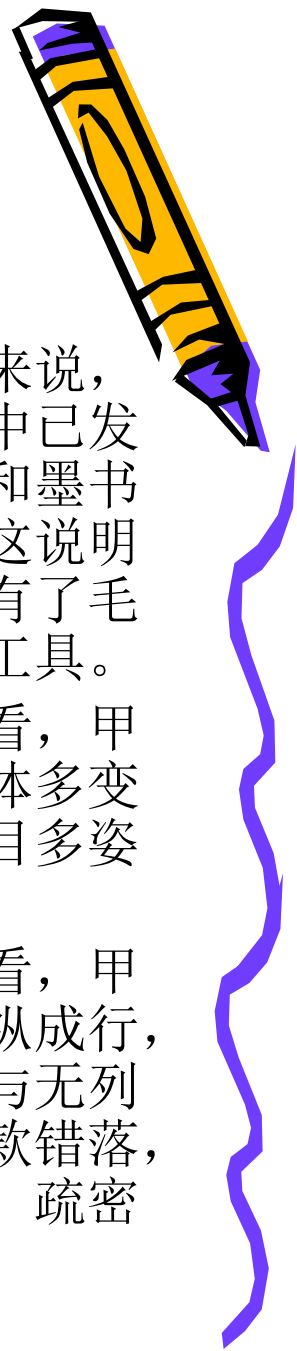 来说，
中已发
和墨书
这说明
有了毛
工具。
看，甲
体多变
目多姿
看，甲
纵成行，
与无列
款错落，
疏密